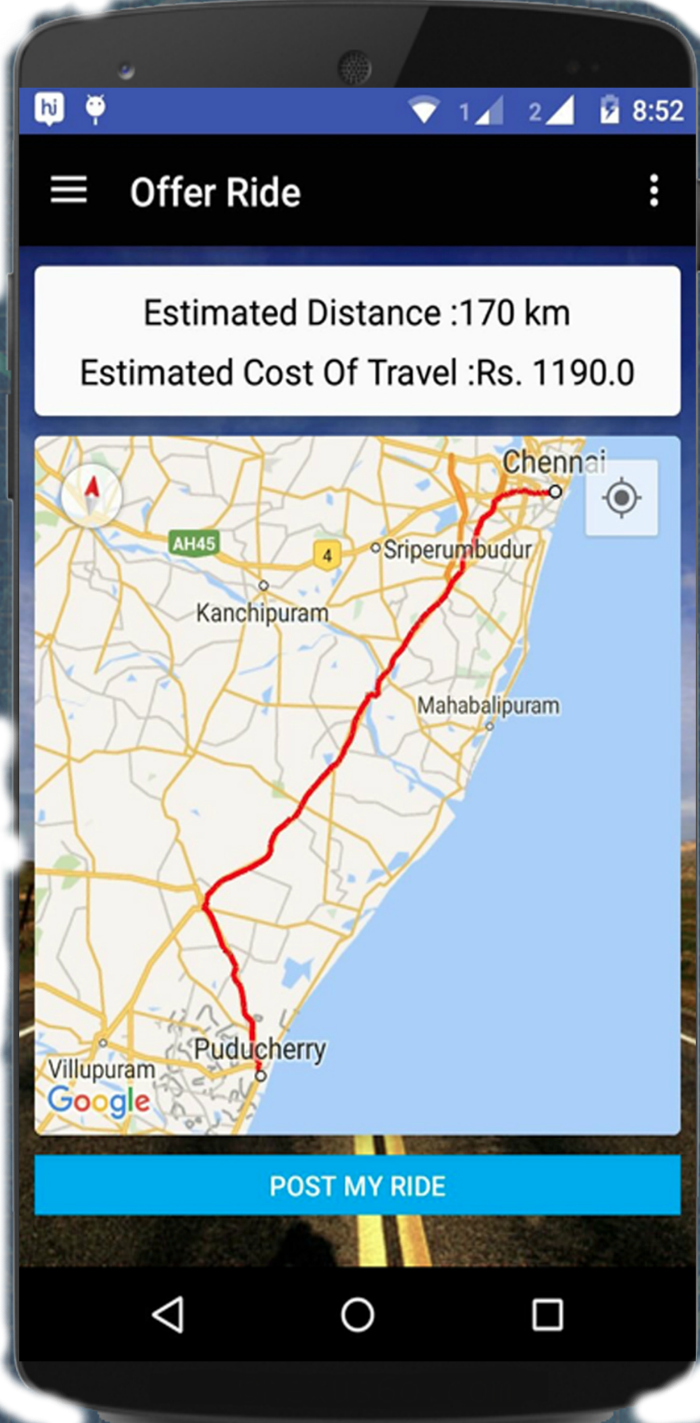 hi
1 2 8:52
Offer Ride
Estimated Distance :170 km
Estimated Cost Of Travel :Rs. 1190.0
Chennai
AH45
4
Sriperumbudur
Kanchipuram
Mahabalipuram
Puducherry
Villupuram
Google
POST MY RIDE